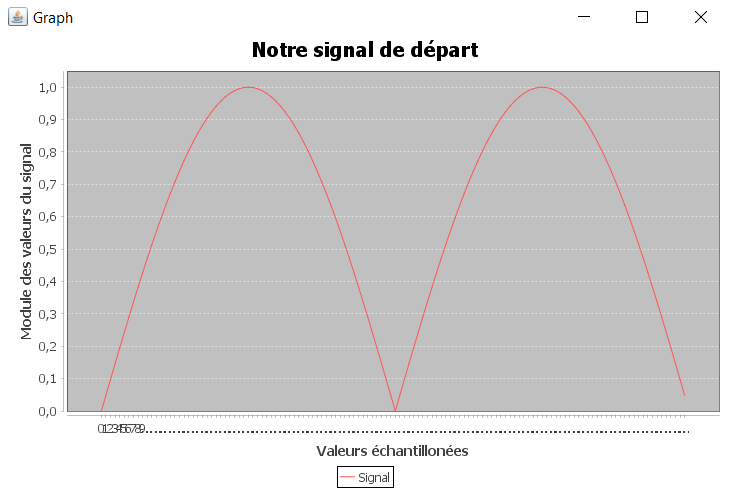 Graph
Notre signal de départ
Module des valeurs du signal
1,0
0,9
0,8
0,7
0,6
0,5
0,4
0,3
0,2
0,1
0,0
0123456789
Valeurs échantillonées
Signal